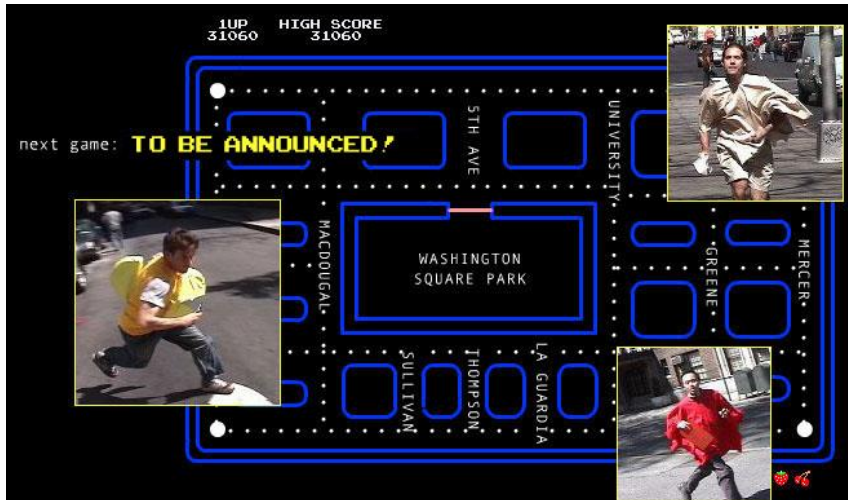 1UP HIGH SCORE
31060 31060
next game: TO BE ANNOUNCED!
5TH AVE
UNIVERSITY
MACDOUGAL
WASHINGTON
SQUARE PARK
GREENE
MERCER
SULLIVAN
THOMPSON
LA GUARDIA